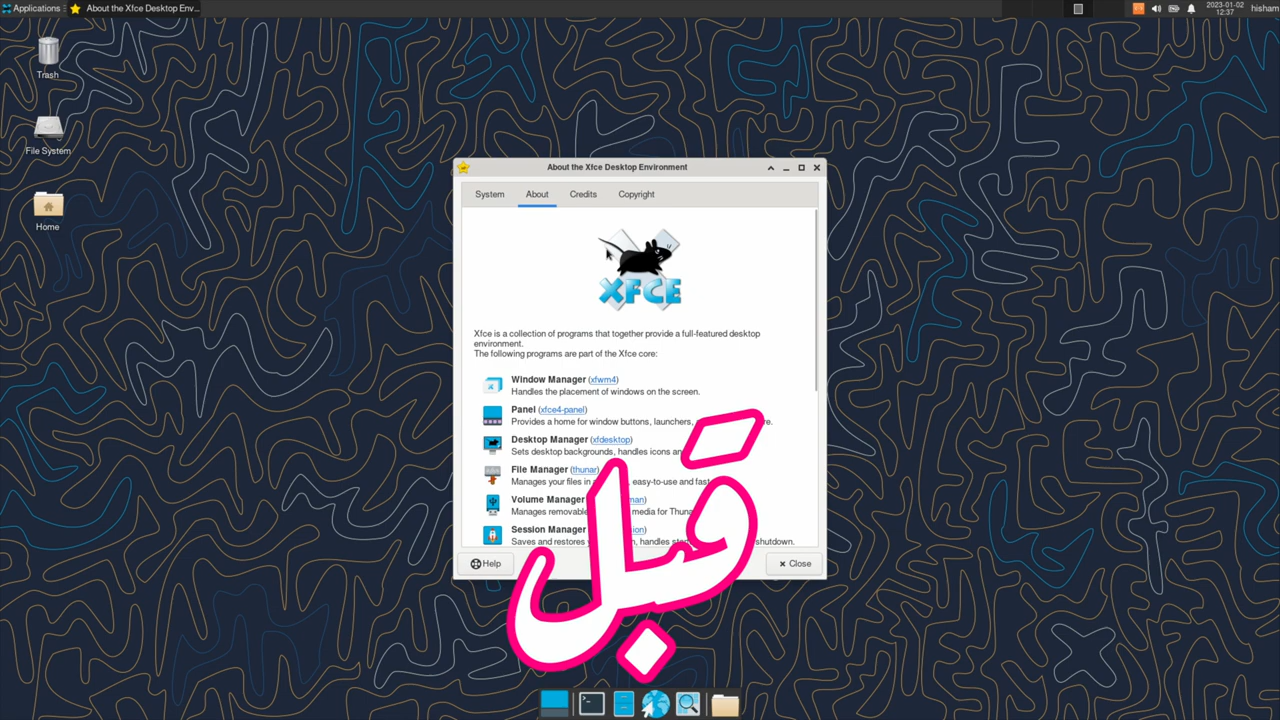 Applications
About the Xfce Desktop Env...
2023-01-02
12:37
hisham
Trash
File System
Home
About the Xfce Desktop Environment
System
About
Credits
Copyright
XFCE
Xfce is a collection of programs that together provide a full-featured desktop
environment.
The following programs are part of the Xfce core:
Window Manager (xfwm4)
Handles the placement of windows on the screen.
Panel (xfce4-panel)
Provides a home for window buttons, launchers,
Desktop Manager (xfdesktop)
Sets desktop backgrounds, handles icons
File Manager (thunar)
Manages your files in easy-to-use and
Volume Manager
Manages media for
Session Manager
Saves and handles shutdown.
Help
Close
قبل